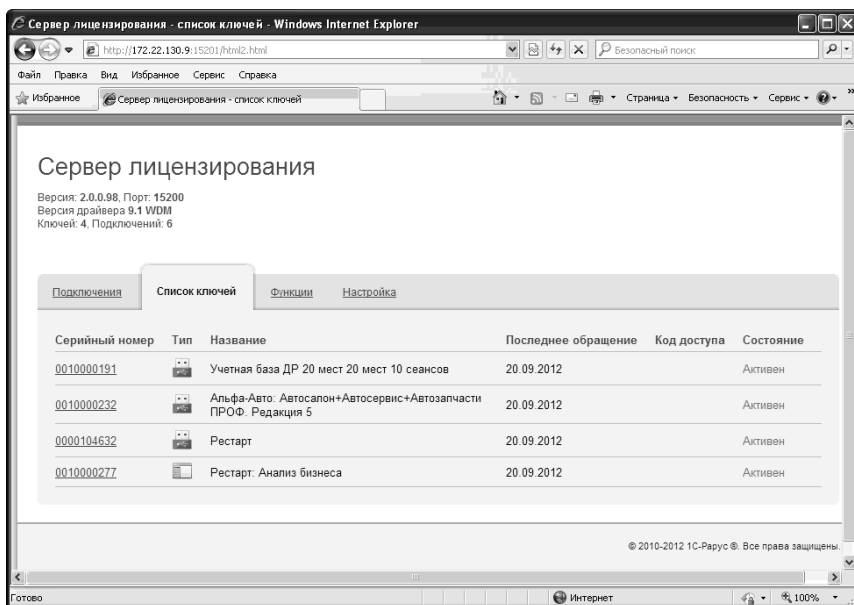 Сервер лицензирования - список ключей - Windows Internet Explorer
http://172.22.130.9:15201/html2.html
Безопасный поиск
Файл Правка Вид Избранное Сервис Справка
Избранное
Сервер лицензирования - список ключей
Страница Безопасность Сервис »
Сервер лицензирования
Версия: 2.0.0.98, Порт: 15200
Версия драйвера 9.1 WDM
Ключей: 4, Подключений: 6
Подключения Список ключей Функции Настройка
Серийный номер Тип Название Последнее обращение Код доступа Состояние
0010000191 Учетная база ДР 20 мест 20 мест 10 сеансов 20.09.2012 Активен
0010000232 Альфа-Авто: Автосалон+Автосервис+Автозапчасти ПРОФ. Редакция 5 20.09.2012 Активен
0000104632 Рестарт 20.09.2012 Активен
0010000277 Рестарт: Анализ бизнеса 20.09.2012 Активен
© 2010-2012 1С-Рарус ®. Все права защищены.
Готово
Интернет
100%